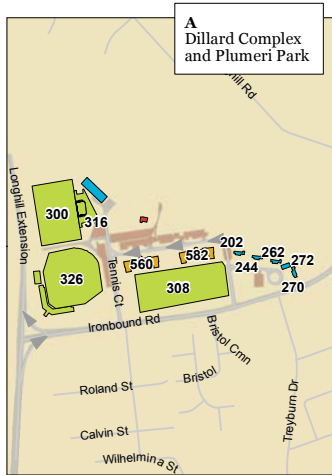 A
Dillard Complex
and Plumeri Park
hill Rd
Longhill Extension
300
316
202
262
272
582
560
244
270
326
308
Tennis Ct
Ironbound Rd
Bristol Cmn
Bristol
Roland St
Treyburn Dr
Calvin St
Wilhelmina St